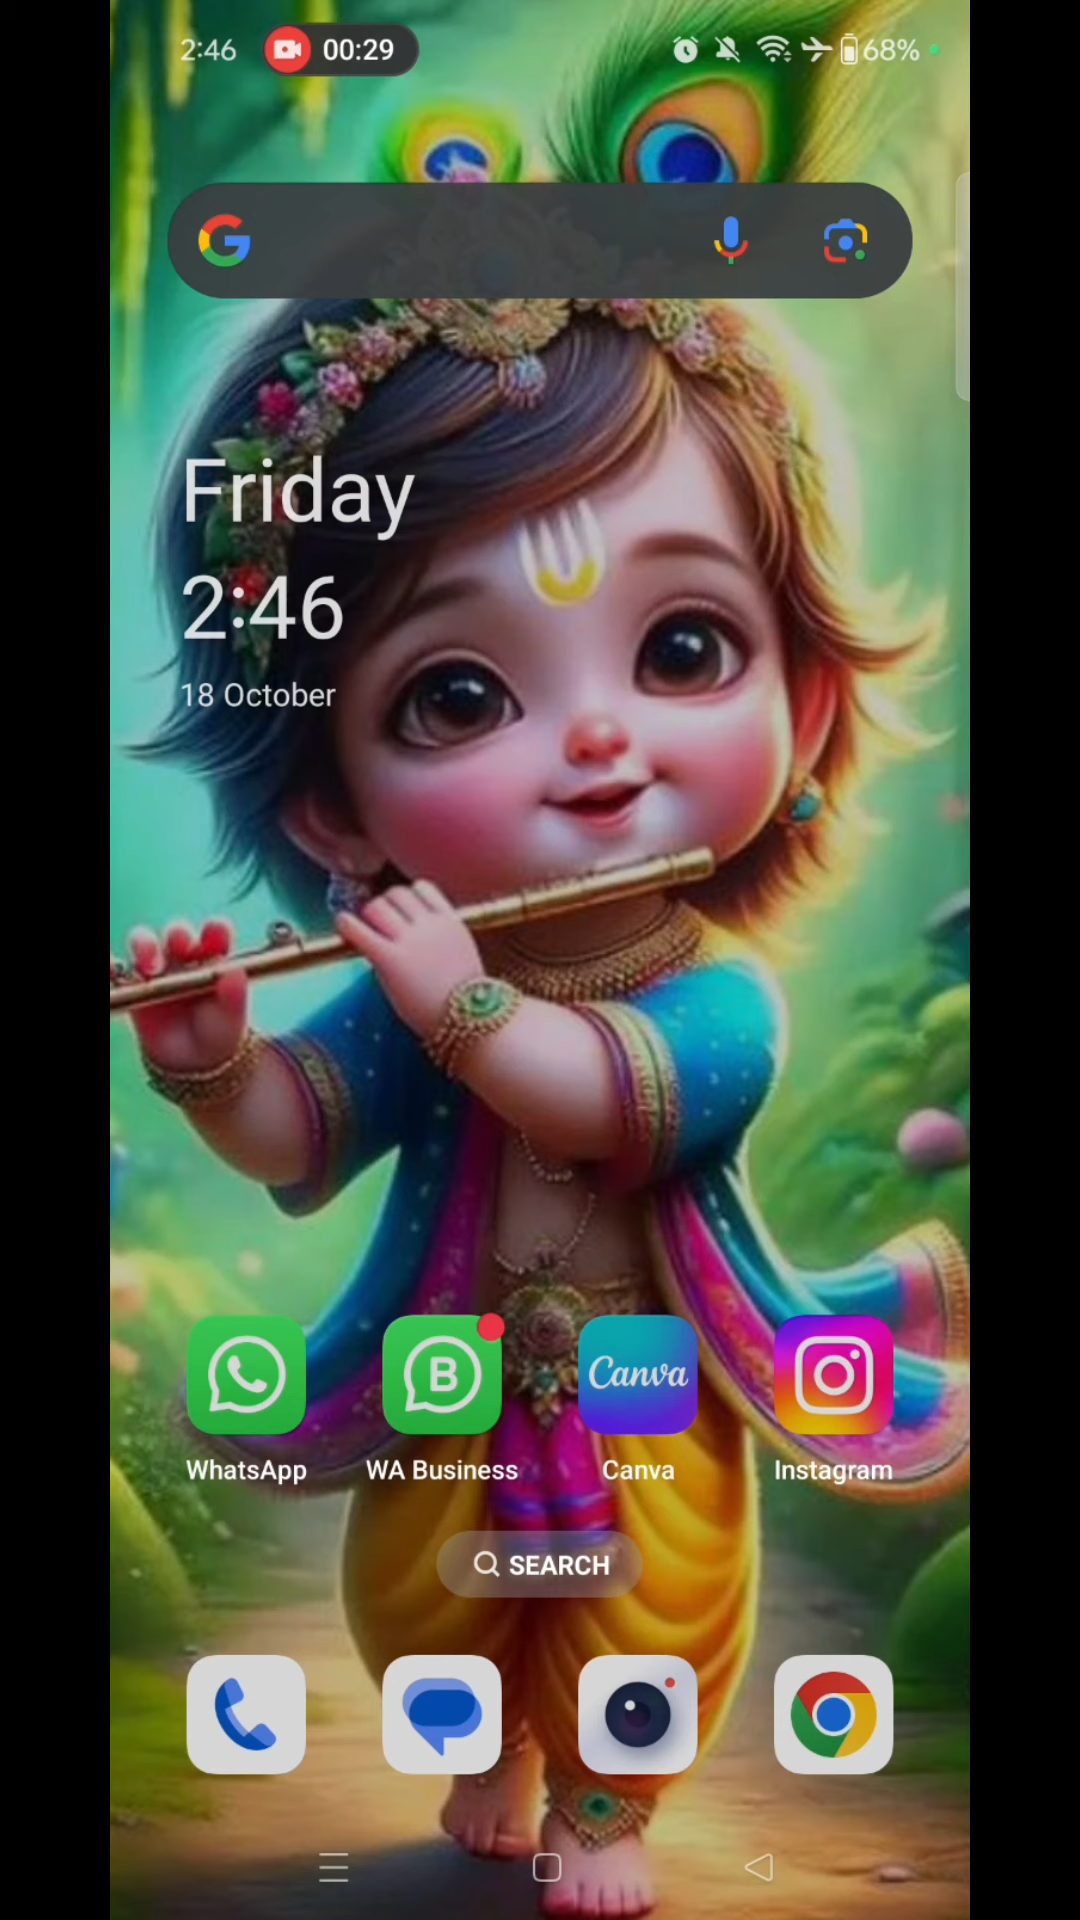 2:46 00:29 68%
Friday
2:46
18 October
Canva
WhatsApp WA Business Canva Instagram
SEARCH